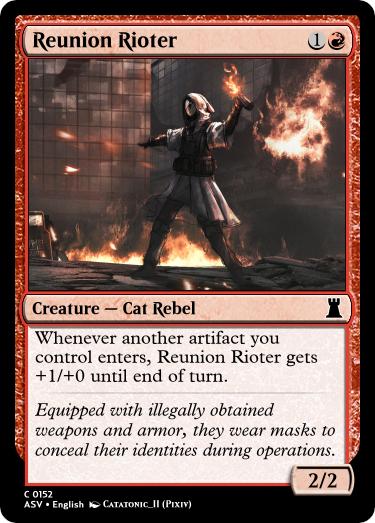 Reunion Rioter 1
Creature — Cat Rebel
Whenever another artifact you
control enters, Reunion Rioter gets
+1/+0 until end of turn.
Equipped with illegally obtained
weapons and armor, they wear masks to
conceal their identities during operations.
2/2
C 0152
ASV • English Catatonic_II (Pixiv)